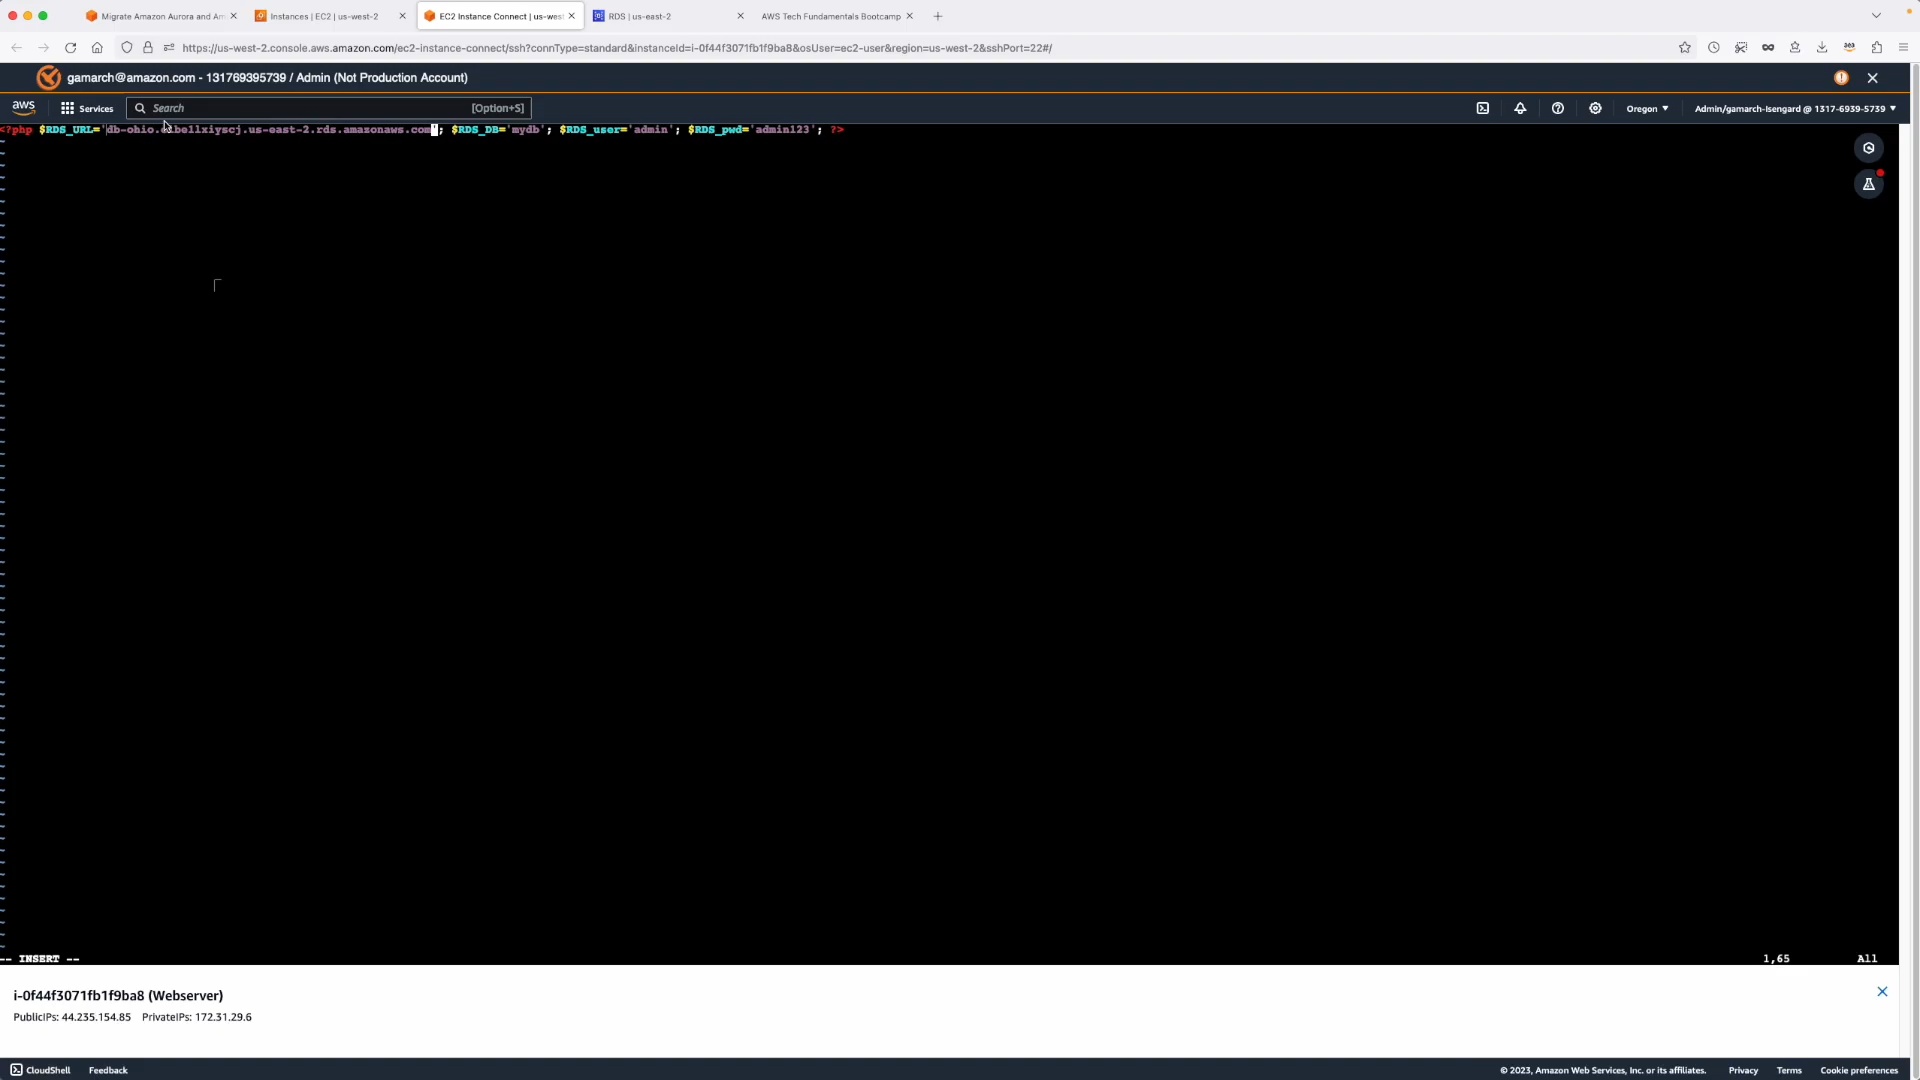 Migrate Amazon Aurora and Am
Instances | EC2 | us-west-2
EC2 Instance Connect | us-west
RDS | us-east-2
AWS Tech Fundamentals Bootcamp
https://us-west-2.console.aws.amazon.com/ec2-instance-connect/ssh?connType=standard&instanceId=i-0f44f3071fb1f9ba8&osUser=ec2-user&region=us-west-2&sshPort=22#/
gamarch@amazon.com - 131769395739 / Admin (Not Production Account)
aws
Services
Search
[Option+S]
Oregon
Admin/gamarch-Isengard @ 1317-6939-5739
<?php $RDS_URL='db-ohio. bellxiyscj.us-east-2.rds.amazonaws.com'; $RDS_DB='mydb'; $RDS_user='admin'; $RDS_pwd='admin123'; ?>
-- INSERT --
1,65
All
i-0f44f3071fb1f9ba8 (Webserver)
PublicIPs: 44.235.154.85 PrivateIPs: 172.31.29.6
CloudShell
Feedback
© 2023, Amazon Web Services, Inc. or its affiliates.
Privacy
Terms
Cookie preferences